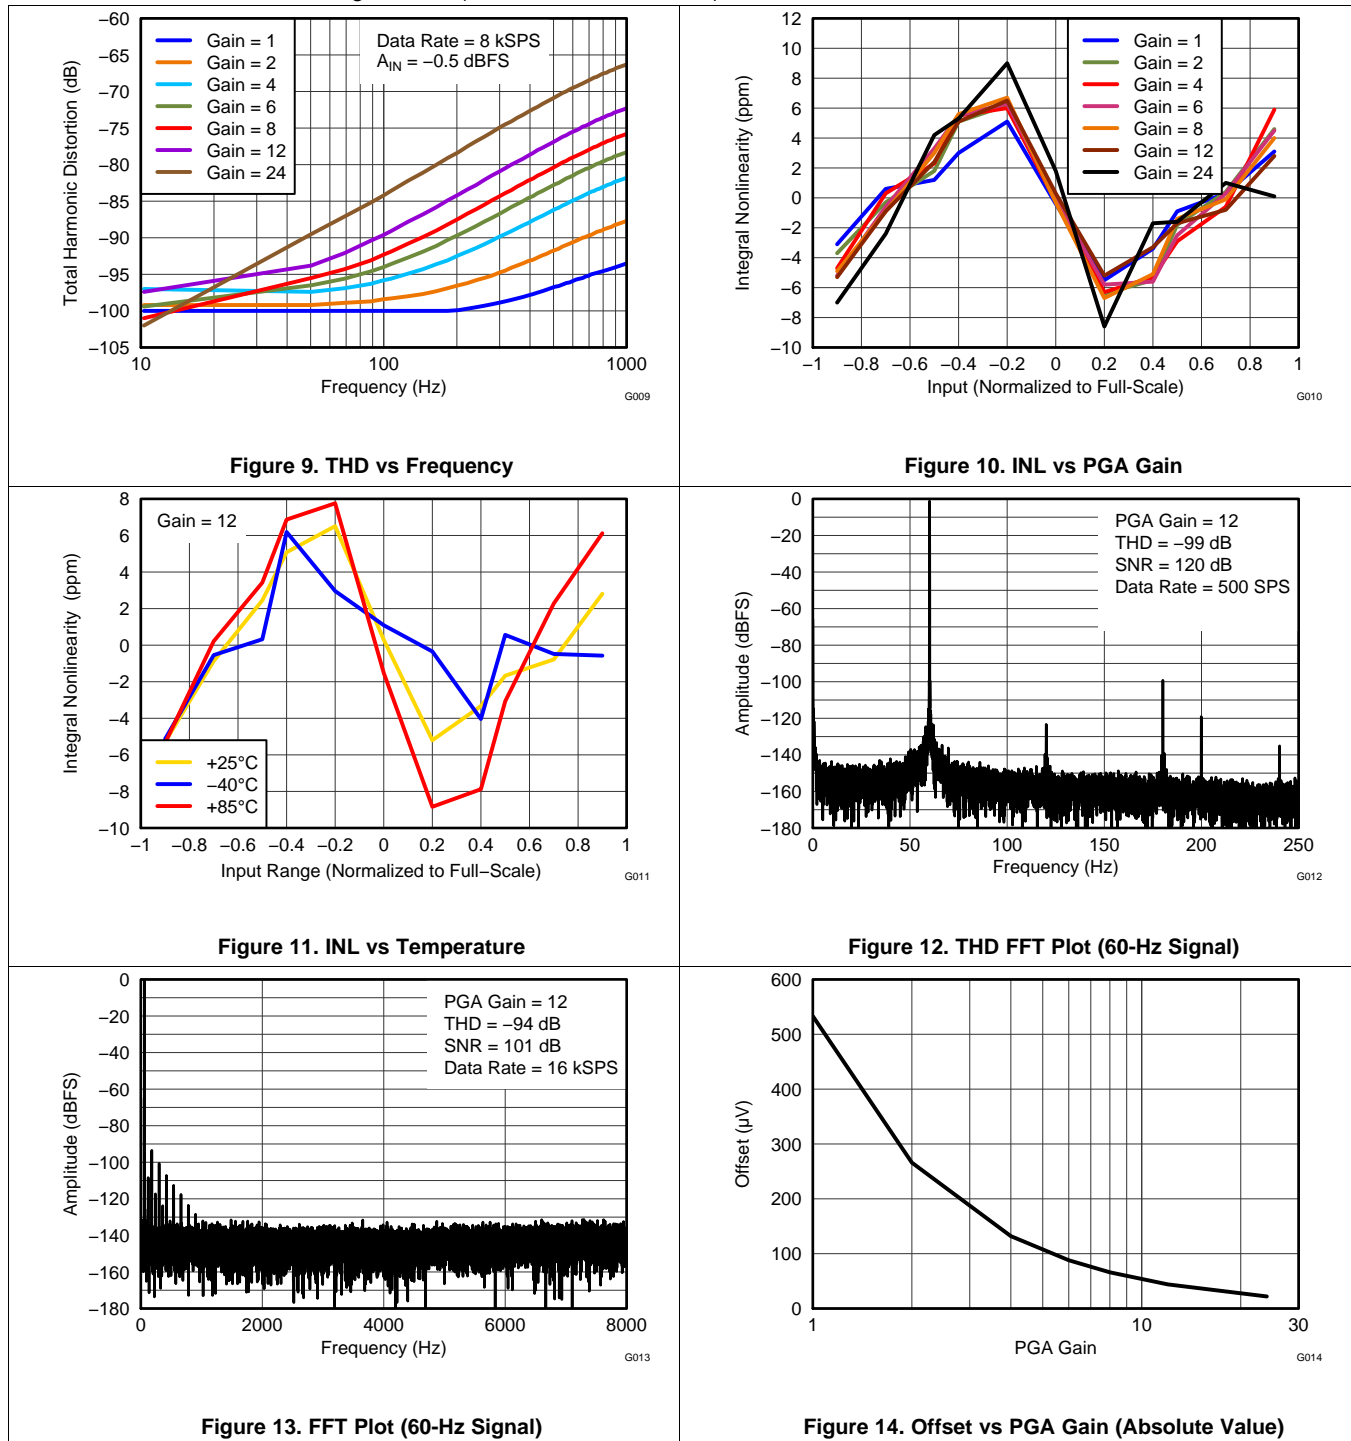 −60
−65
−70
−75
−80
−85
−90
−95
−100
−105
Total Harmonic Distortion (dB)
Gain = 1
Gain = 2
Gain = 4
Gain = 6
Gain = 8
Gain = 12
Gain = 24
Data Rate = 8 kSPS
AIN = −0.5 dBFS
10 100 1000
Frequency (Hz)
G009
Figure 9. THD vs Frequency
12
10
8
6
4
2
0
−2
−4
−6
−8
−10
Integral Nonlinearity (ppm)
Gain = 1
Gain = 2
Gain = 4
Gain = 6
Gain = 8
Gain = 12
Gain = 24
−1 −0.8 −0.6 −0.4 −0.2 0 0.2 0.4 0.6 0.8 1
Input (Normalized to Full-Scale)
G010
Figure 10. INL vs PGA Gain
8
6
4
2
0
−2
−4
−6
−8
−10
Integral Nonlinearity (ppm)
Gain = 12
+25°C
−40°C
+85°C
−1 −0.8 −0.6 −0.4 −0.2 0 0.2 0.4 0.6 0.8 1
Input Range (Normalized to Full−Scale)
G011
Figure 11. INL vs Temperature
0
−20
−40
−60
−80
−100
−120
−140
−160
−180
Amplitude (dBFS)
PGA Gain = 12
THD = −99 dB
SNR = 120 dB
Data Rate = 500 SPS
0 50 100 150 200 250
Frequency (Hz)
G012
Figure 12. THD FFT Plot (60-Hz Signal)
0
−20
−40
−60
−80
−100
−120
−140
−160
−180
Amplitude (dBFS)
PGA Gain = 12
THD = −94 dB
SNR = 101 dB
Data Rate = 16 kSPS
0 2000 4000 6000 8000
Frequency (Hz)
G013
Figure 13. FFT Plot (60-Hz Signal)
600
500
400
300
200
100
0
Offset (µV)
1 10 30
PGA Gain
G014
Figure 14. Offset vs PGA Gain (Absolute Value)